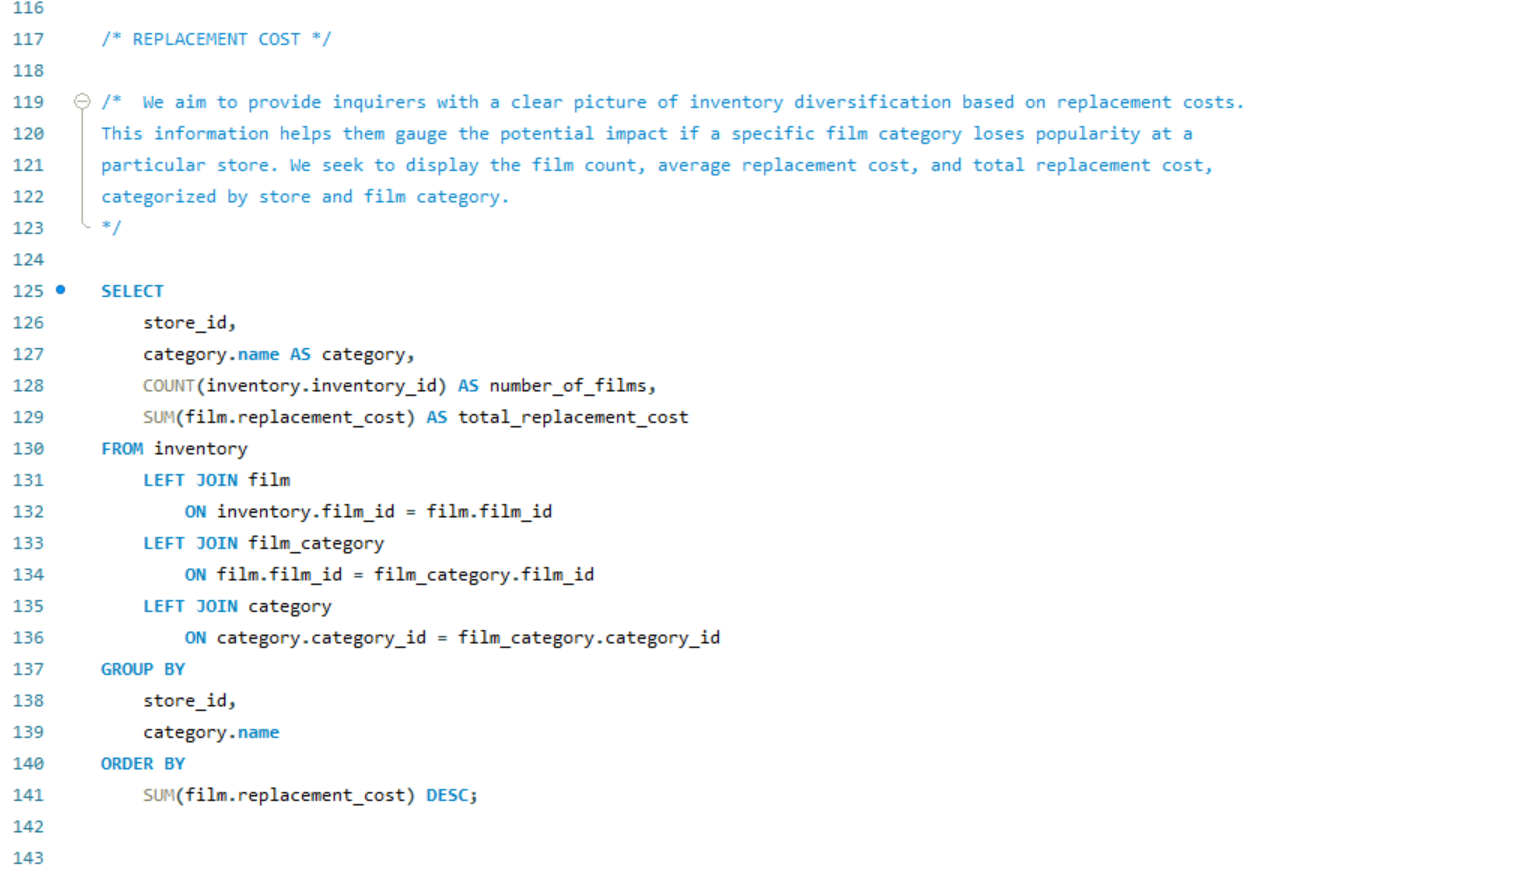 116
117 /* REPLACEMENT COST */
118
119 /*  We aim to provide inquirers with a clear picture of inventory diversification based on replacement costs.
120 This information helps them gauge the potential impact if a specific film category loses popularity at a
121 particular store. We seek to display the film count, average replacement cost, and total replacement cost,
122 categorized by store and film category.
123 */
124
125 SELECT
126     store_id,
127     category.name AS category,
128     COUNT(inventory.inventory_id) AS number_of_films,
129     SUM(film.replacement_cost) AS total_replacement_cost
130 FROM inventory
131     LEFT JOIN film
132         ON inventory.film_id = film.film_id
133     LEFT JOIN film_category
134         ON film.film_id = film_category.film_id
135     LEFT JOIN category
136         ON category.category_id = film_category.category_id
137 GROUP BY
138     store_id,
139     category.name
140 ORDER BY
141     SUM(film.replacement_cost) DESC;
142
143